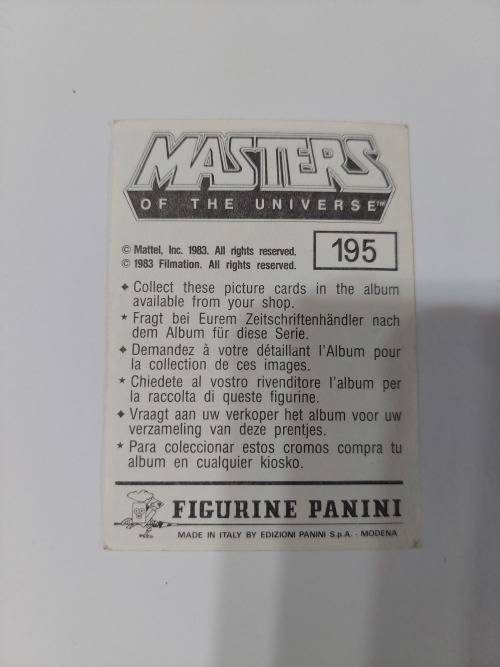 MASTERS
OF THE UNIVERSE™
© Mattel, Inc. 1983. All rights reserved.
© 1983 Filmation. All rights reserved.
195
◆ Collect these picture cards in the album
available from your shop.
★ Fragt bei Eurem Zeitschriftenhändler nach
dem Album für diese Serie.
◆ Demandez à votre détaillant l'Album pour
la collection de ces images.
★ Chiedete al vostro rivenditore l'album per
la raccolta di queste figurine.
◆ Vraagt aan uw verkoper het album voor uw
verzameling van deze prentjes.
★ Para coleccionar estos cromos compra tu
album en cualquier kiosko.
FIGURINE PANINI
MADE IN ITALY BY EDIZIONI PANINI S.p.A. - MODENA